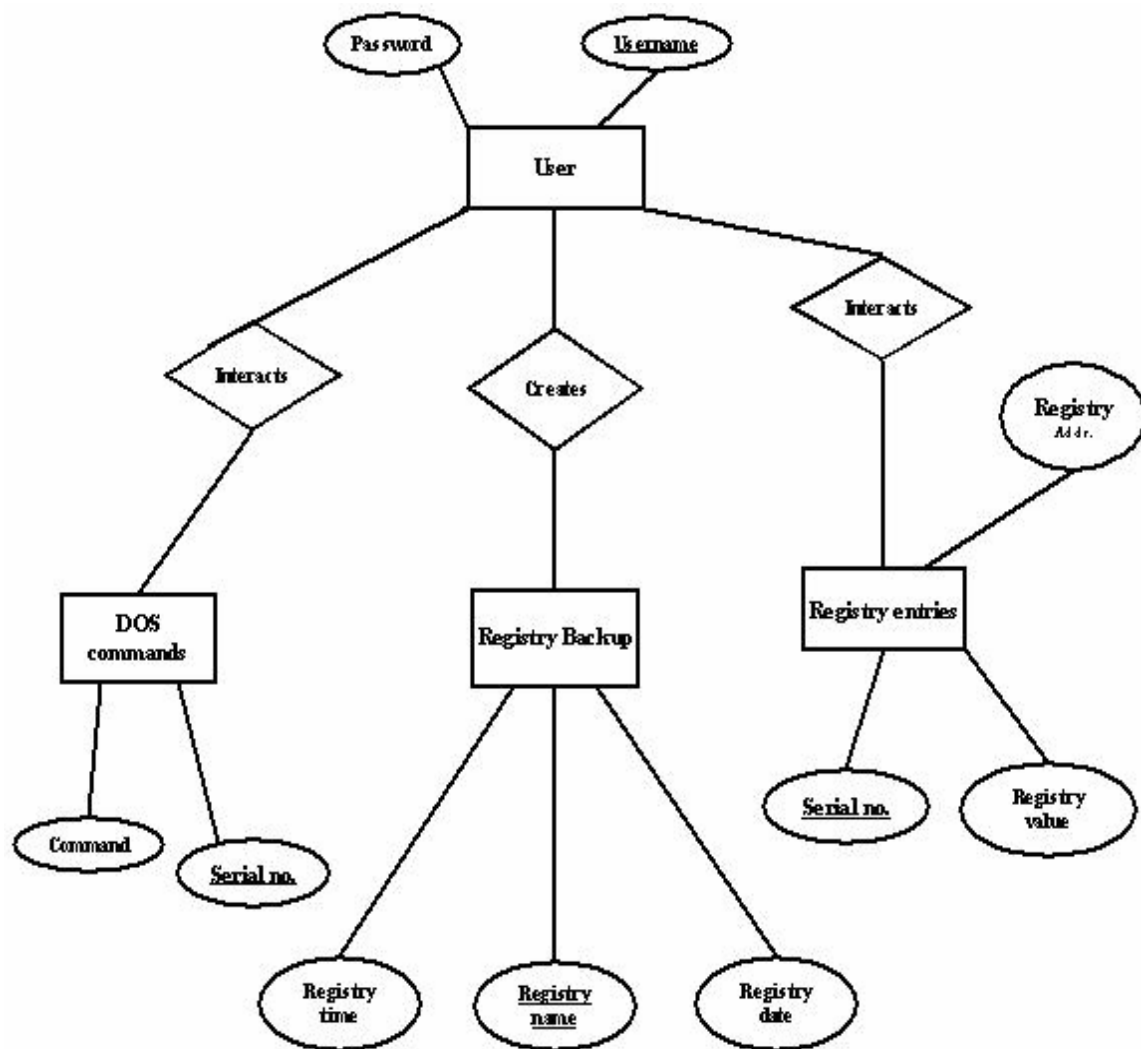 Password
Username
User
Interacts
Creates
Interacts
Registry
Addr.
DOS
commands
Registry Backup
Registry entries
Command
Serial no.
Serial no.
Registry
value
Registry
time
Registry
name
Registry
date